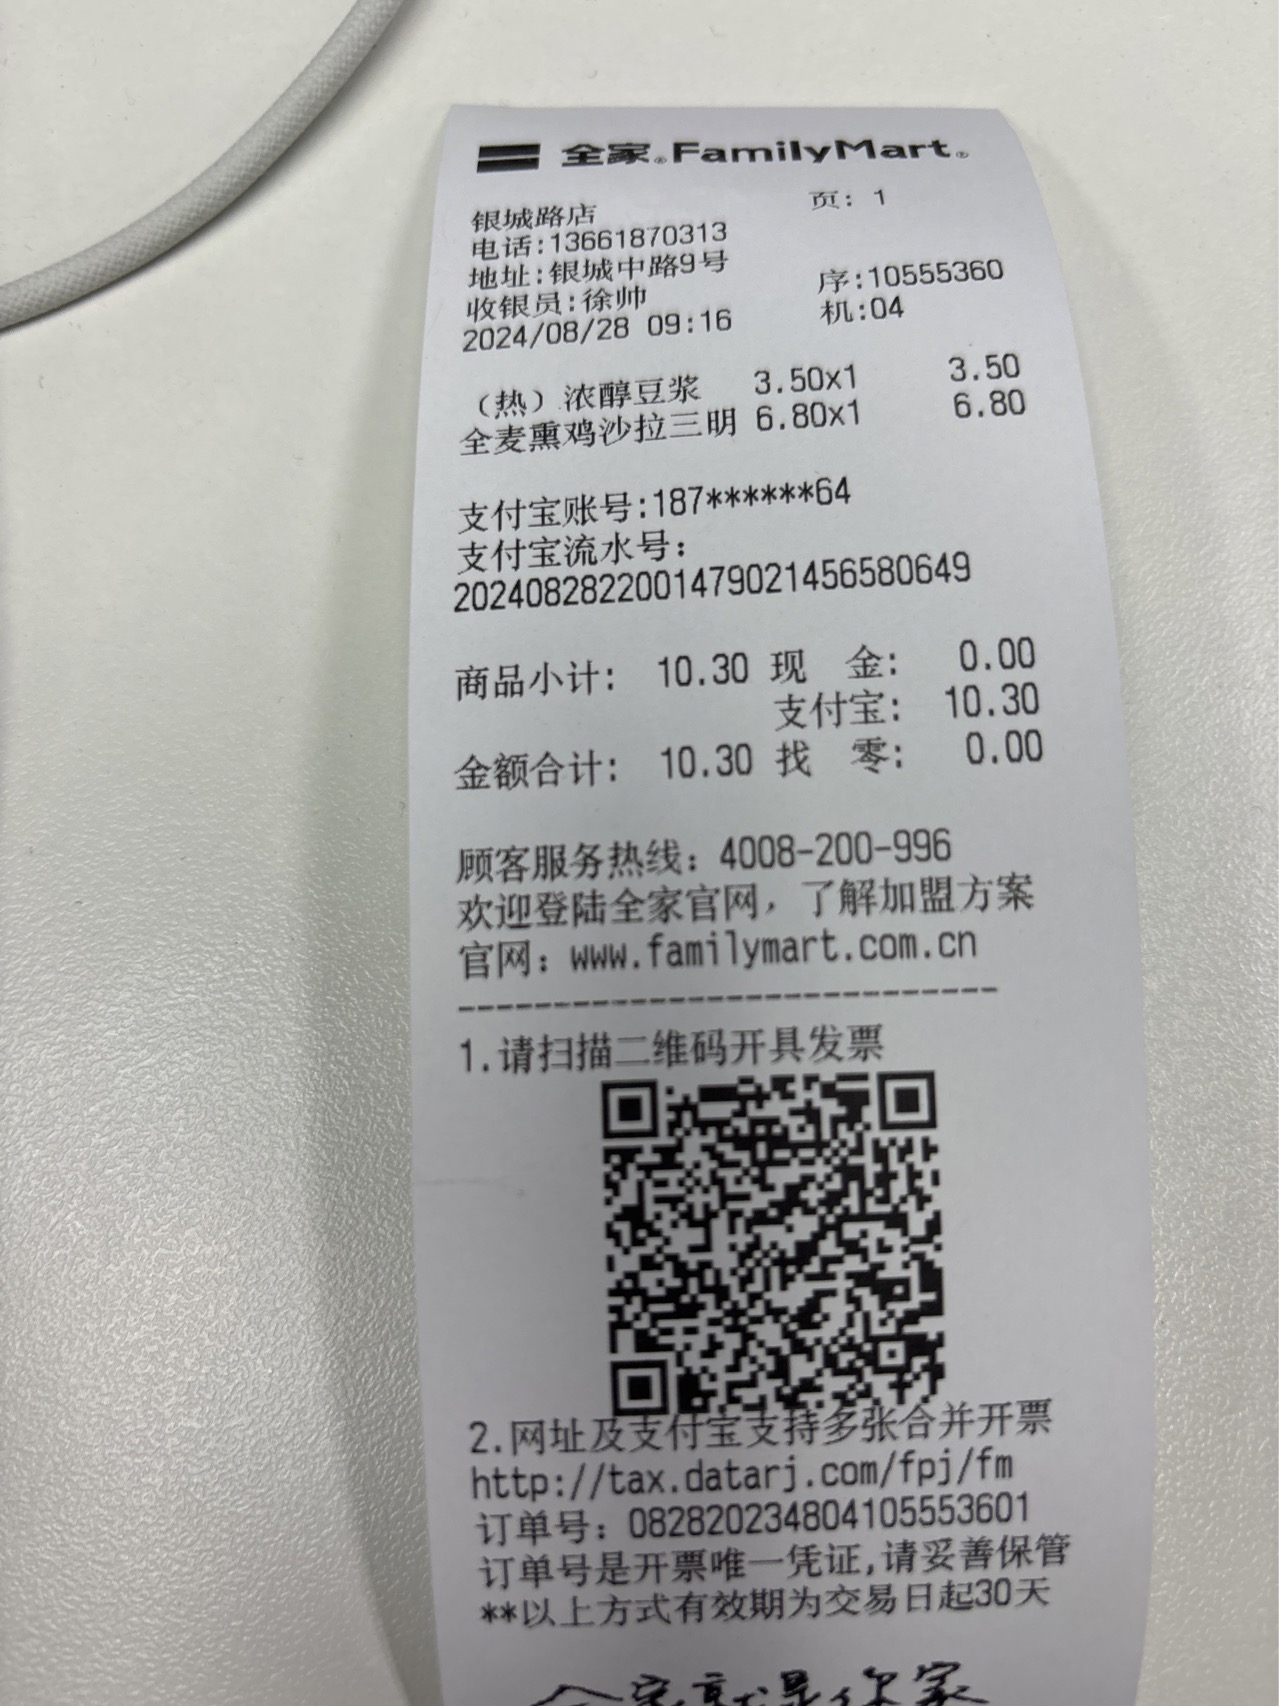 全家®FamilyMart®
页: 1
银城路店
电话:13661870313
地址:银城中路9号
收银员:徐帅 序:10555360
2024/08/28 09:16 机:04
（热）浓醇豆浆 3.50x1 3.50
全麦熏鸡沙拉三明 6.80x1 6.80
支付宝账号:187******64
支付宝流水号：
2024082822001479021456580649
商品小计: 10.30 现 金: 0.00
支付宝: 10.30
金额合计: 10.30 找 零: 0.00
顾客服务热线：4008-200-996
欢迎登陆全家官网，了解加盟方案
官网：www.familymart.com.cn
----------------------------
1.请扫描二维码开具发票
2.网址及支付宝支持多张合并开票
http://tax.datarj.com/fpj/fm
订单号：082820234804105553601
订单号是开票唯一凭证,请妥善保管
**以上方式有效期为交易日起30天
全家就是你家